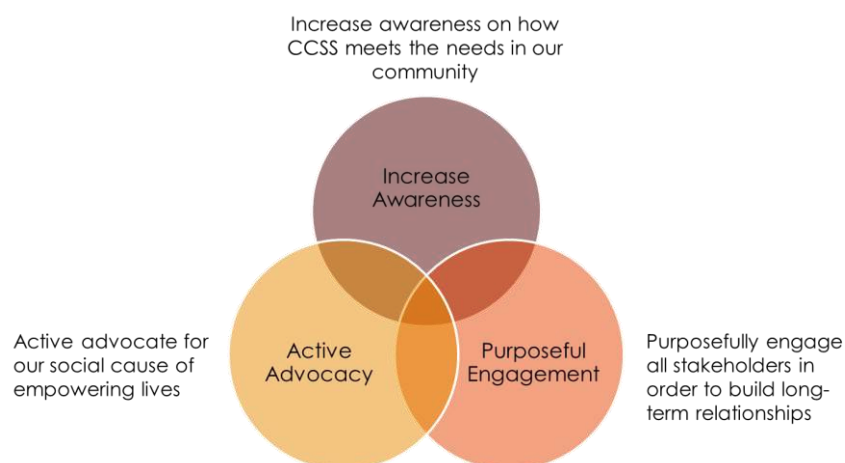 Increase awareness on how
CCSS meets the needs in our
community
Increase
Awareness
Active advocate for
our social cause of
empowering lives
Active
Advocacy
Purposeful
Engagement
Purposefully engage
all stakeholders in
order to build long-
term relationships